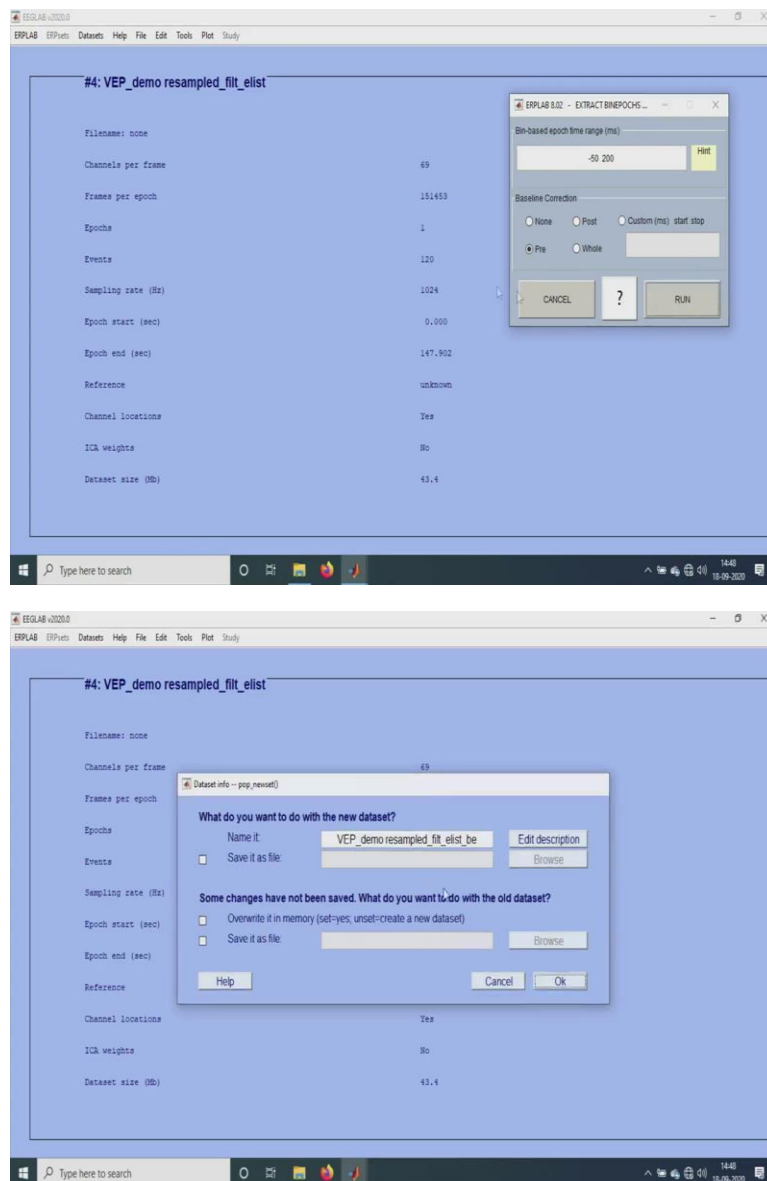 EEGLAB v2020.0
ERPLAB ERPsets Datasets Help File Edit Tools Plot Study
#4: VEP_demo resampled_filt_elist
Filename: none
Channels per frame 69
Frames per epoch 151453
Epochs 1
Events 120
Sampling rate (Hz) 1024
Epoch start (sec) 0.000
Epoch end (sec) 147.902
Reference unknown
Channel locations Yes
ICA weights No
Dataset size (Mb) 43.4
ERPLAB 8.02 - EXTRACT BINEPOCHS ...
Bin-based epoch time range (ms)
-50 200
Hint
Baseline Correction
None Post Custom (ms) start stop
Pre Whole
CANCEL ? RUN
Type here to search
14:48
18-09-2020
EEGLAB v2020.0
ERPLAB ERPsets Datasets Help File Edit Tools Plot Study
#4: VEP_demo resampled_filt_elist
Filename: none
Channels per frame 69
Frames per epoch
Epochs
Events
Sampling rate (Hz)
Epoch start (sec)
Epoch end (sec)
Reference
Channel locations Yes
ICA weights No
Dataset size (Mb) 43.4
Dataset info -- pop_newset()
What do you want to do with the new dataset?
Name it: VEP_demo resampled_filt_elist_be Edit description
Save it as file: Browse
Some changes have not been saved. What do you want to do with the old dataset?
Overwrite it in memory (set=yes; unset=create a new dataset)
Save it as file: Browse
Help Cancel Ok
Type here to search
14:48
18-09-2020